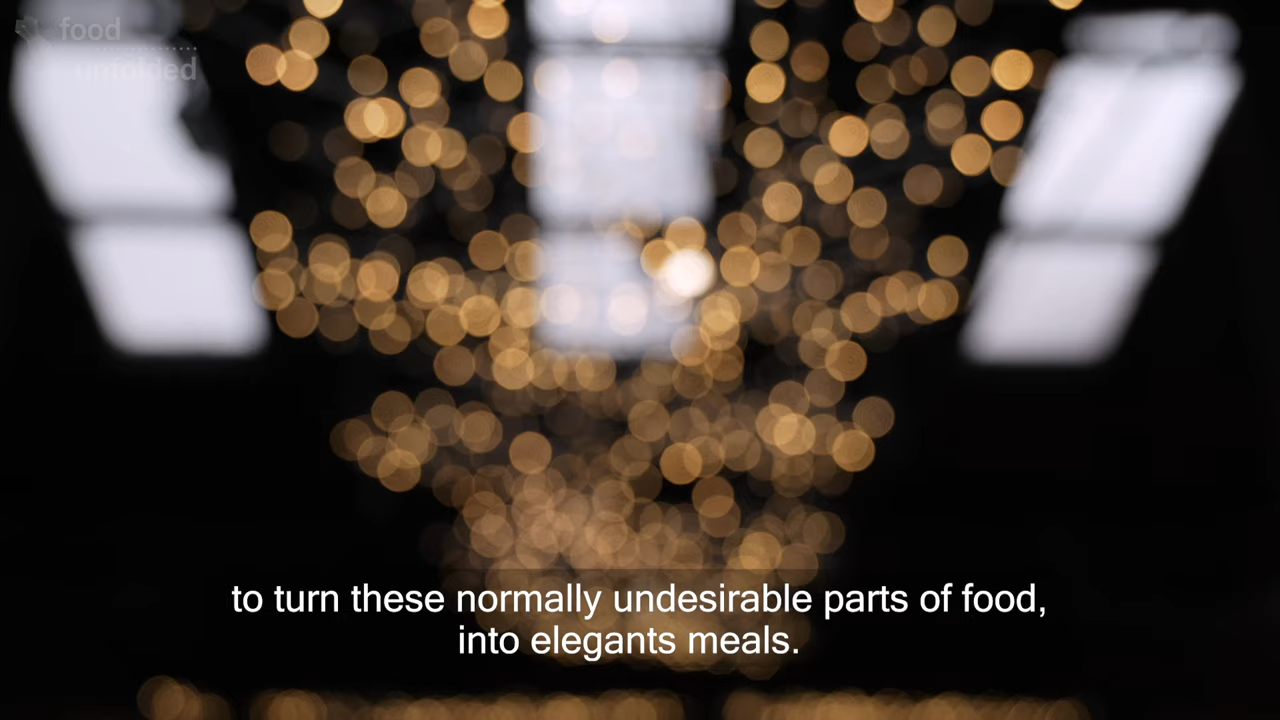 food
unfolded
to turn these normally undesirable parts of food,
into elegants meals.